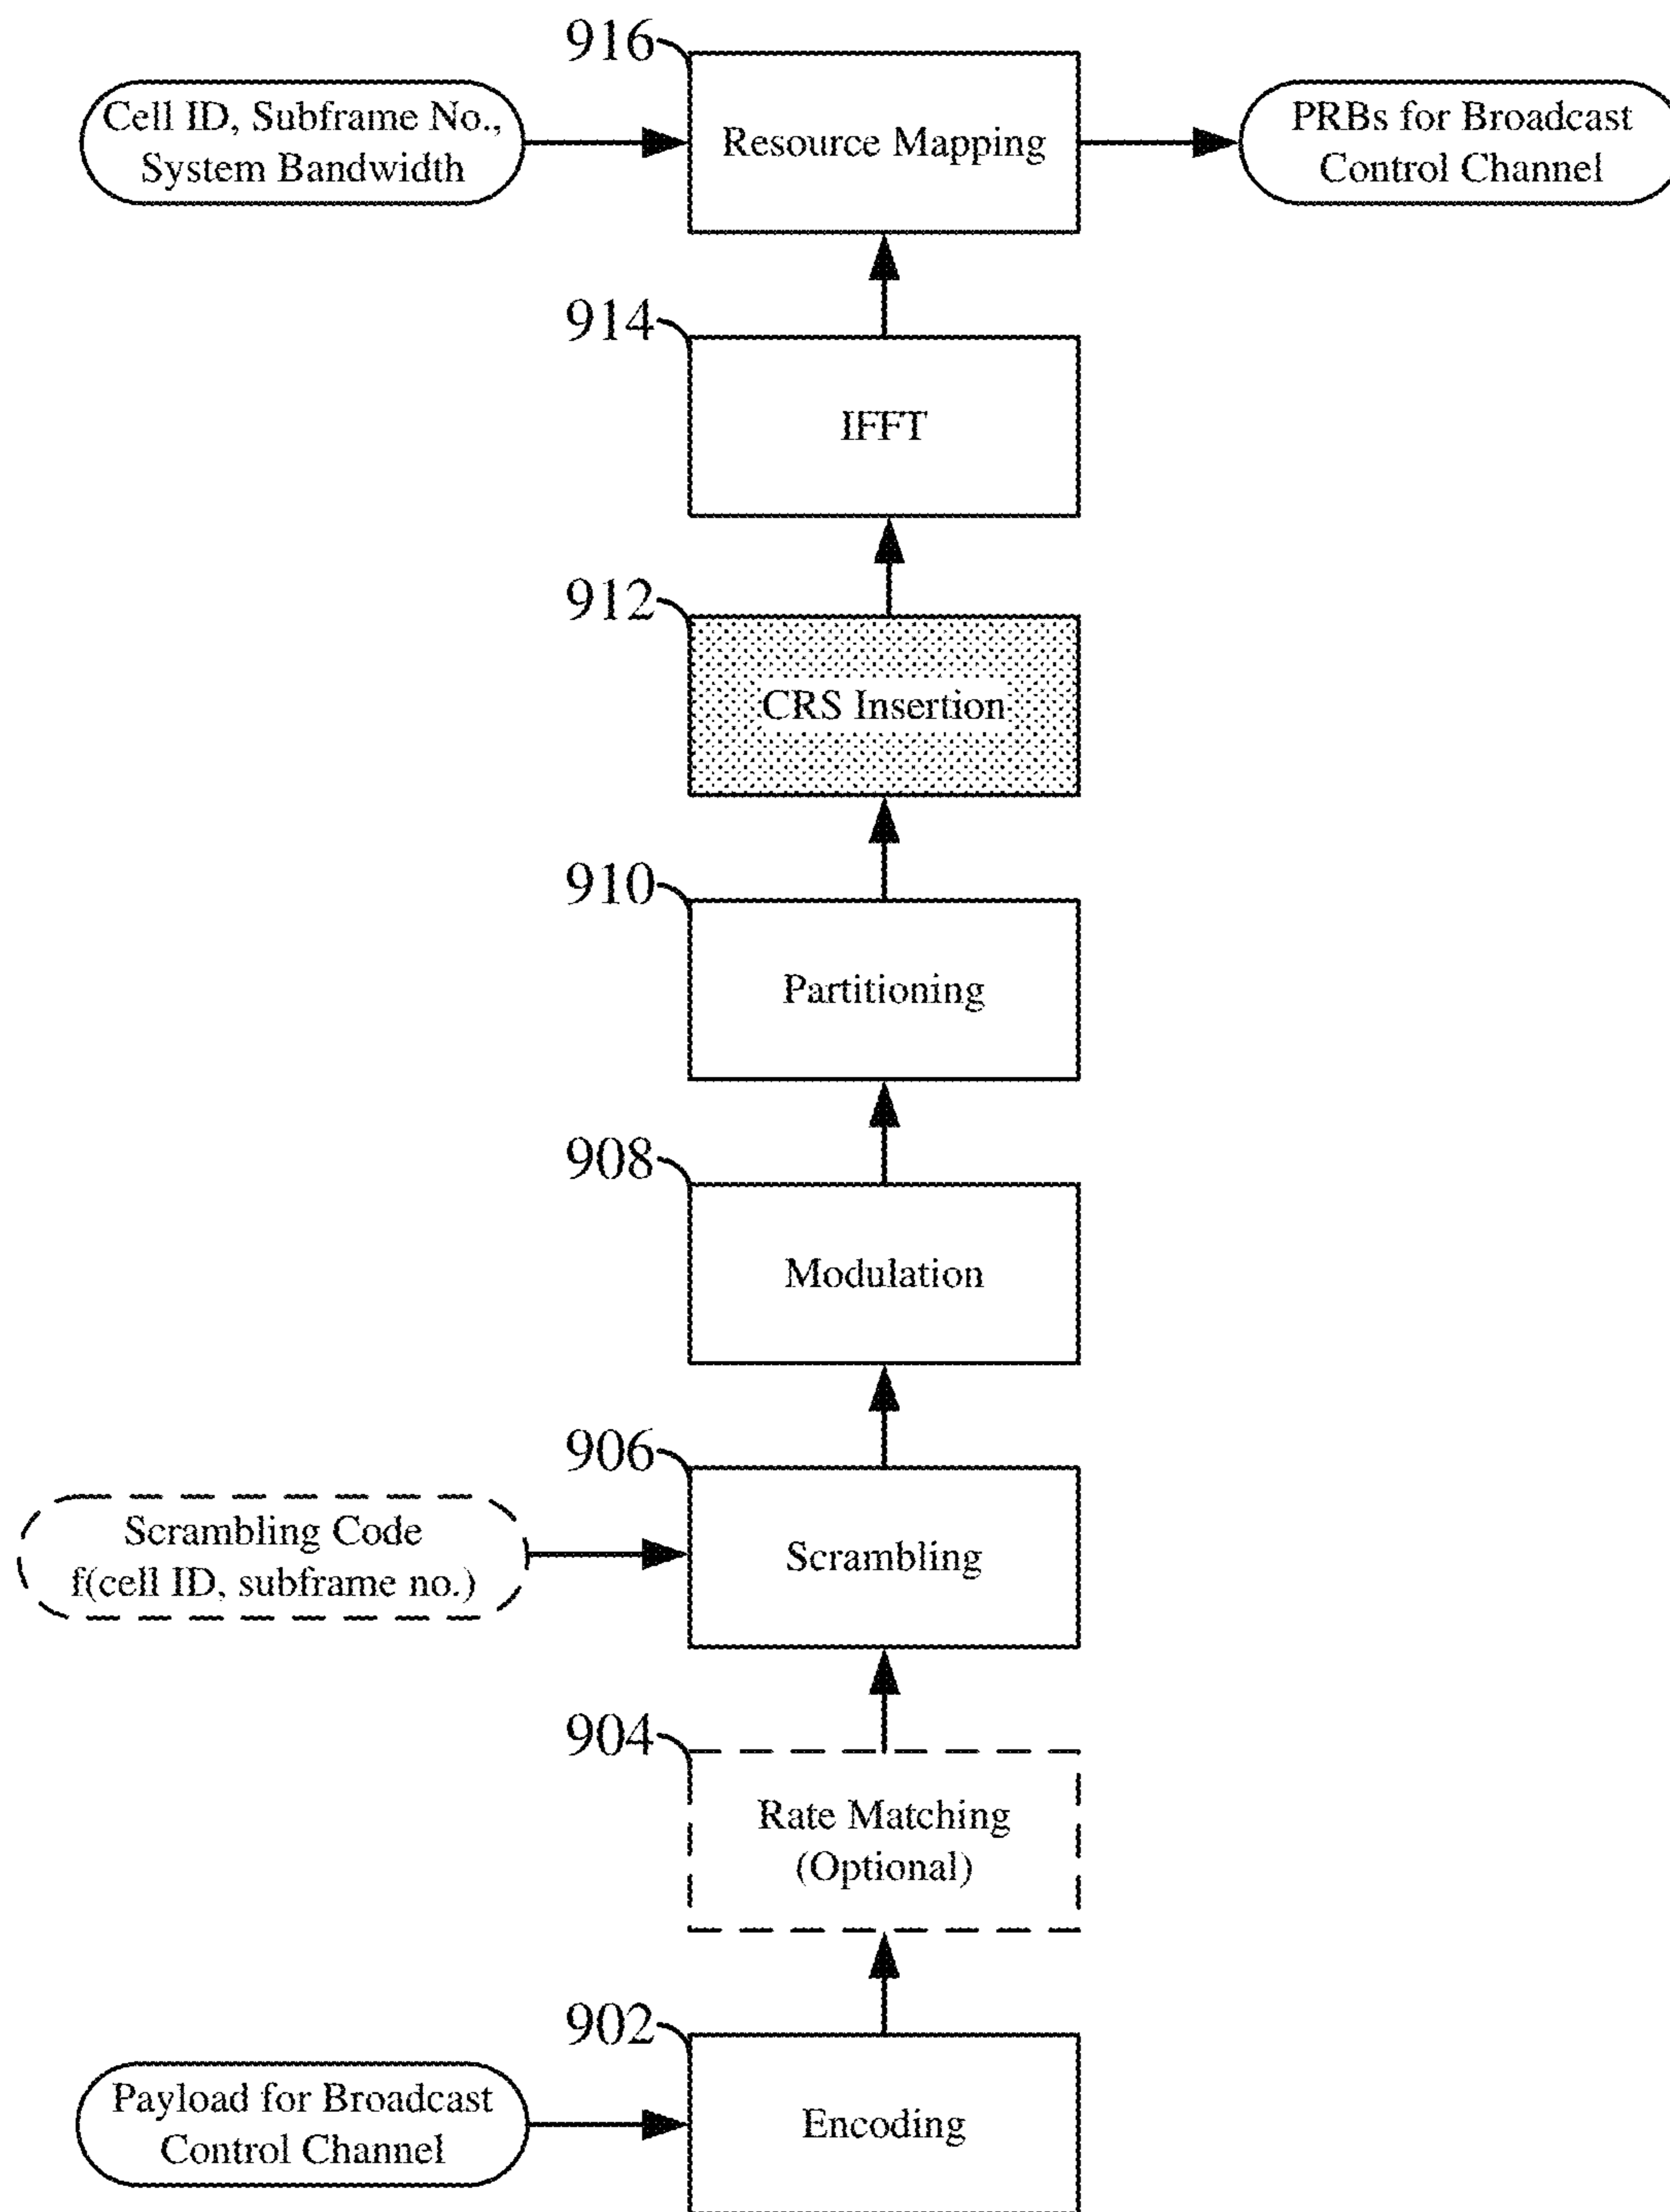 916
Cell ID, Subframe No.,
System Bandwidth
Resource Mapping
PRBs for Broadcast
Control Channel
914
IFFT
912
CRS Insertion
910
Partitioning
908
Modulation
906
Scrambling Code
f(cell ID, subframe no.)
Scrambling
904
Rate Matching
(Optional)
902
Payload for Broadcast
Control Channel
Encoding